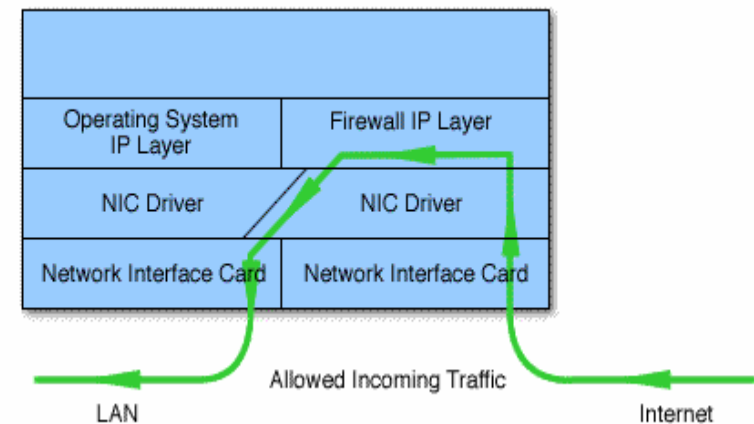 Operating System
IP Layer
Firewall IP Layer
NIC Driver
NIC Driver
Network Interface Card
Network Interface Card
Allowed Incoming Traffic
LAN
Internet